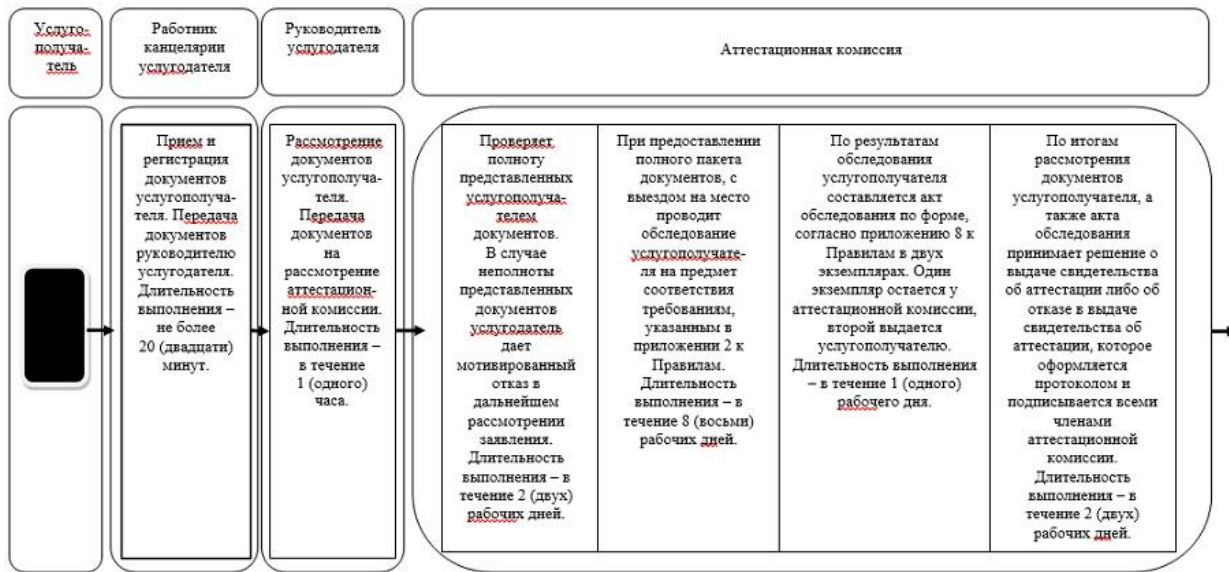 Услуго-
получа-
тель
Работник
канцелярии
услугодателя
Руководитель
услугодателя
Аттестационная комиссия
Прием и
регистрация
документов
услугополуча-
теля. Передача
документов
руководителю
услугодателя.
Длительность
выполнения –
не более
20 (двадцати)
минут.
Рассмотрение
документов
услугополуча-
теля.
Передача
документов
на
рассмотрение
аттестацион-
ной комиссии.
Длительность
выполнения –
в течение
1 (одного)
часа.
Проверяет
полноту
представленных
услугополуча-
телем
документов.
В случае
неполноты
представленных
документов
услугодатель
дает
мотивированный
отказ в
дальнейшем
рассмотрении
заявления.
Длительность
выполнения – в
течение 2 (двух)
рабочих дней.
При предоставлении
полного пакета
документов, с
выездом на место
проводит
обследование
услугополучате-
ля на предмет
соответствия
требованиям,
указанным в
приложении 2 к
Правилам.
Длительность
выполнения – в
течение 8 (восьми)
рабочих дней.
По результатам
обследования
услугополучателя
составляется акт
обследования по форме,
согласно приложению 8 к
Правилам в двух
экземплярах. Один
экземпляр остается у
аттестационной комиссии,
второй выдается
услугополучателю.
Длительность выполнения
– в течение 1 (одного)
рабочего дня.
По итогам
рассмотрения
документов
услугополучателя, а
также акта
обследования
принимает решение о
выдаче свидетельства
об аттестации либо об
отказе в выдаче
свидетельства об
аттестации, которое
оформляется
протоколом и
подписывается всеми
членами
аттестационной
комиссии.
Длительность
выполнения – в
течение 2 (двух)
рабочих дней.